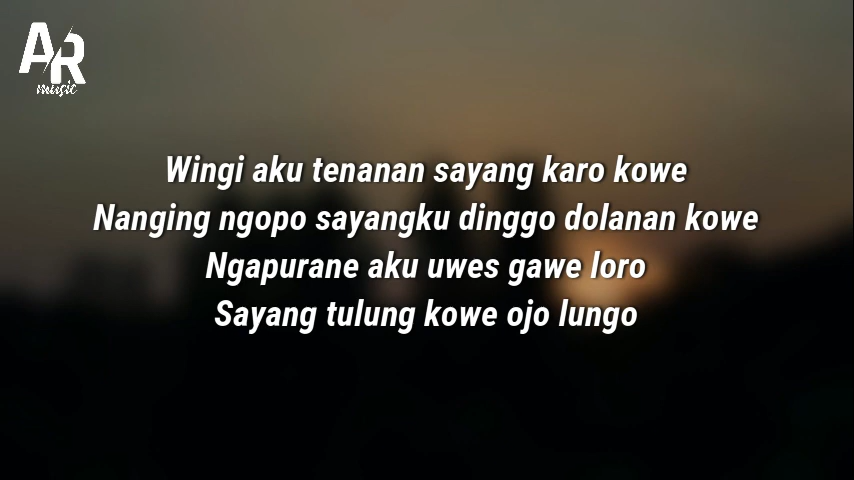 AR
music
Wingi aku tenanan sayang karo kowe
Nanging ngopo sayangku dinggo dolanan kowe
Ngapurane aku uwes gawe loro
Sayang tulung kowe ojo lungo